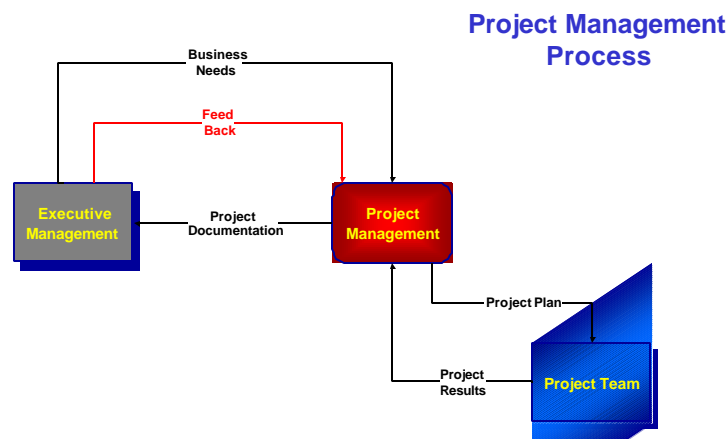 Project Management
Process
Business
Needs
Feed
Back
Executive
Management
Project
Documentation
Project
Management
Project Plan
Project
Results
Project Team